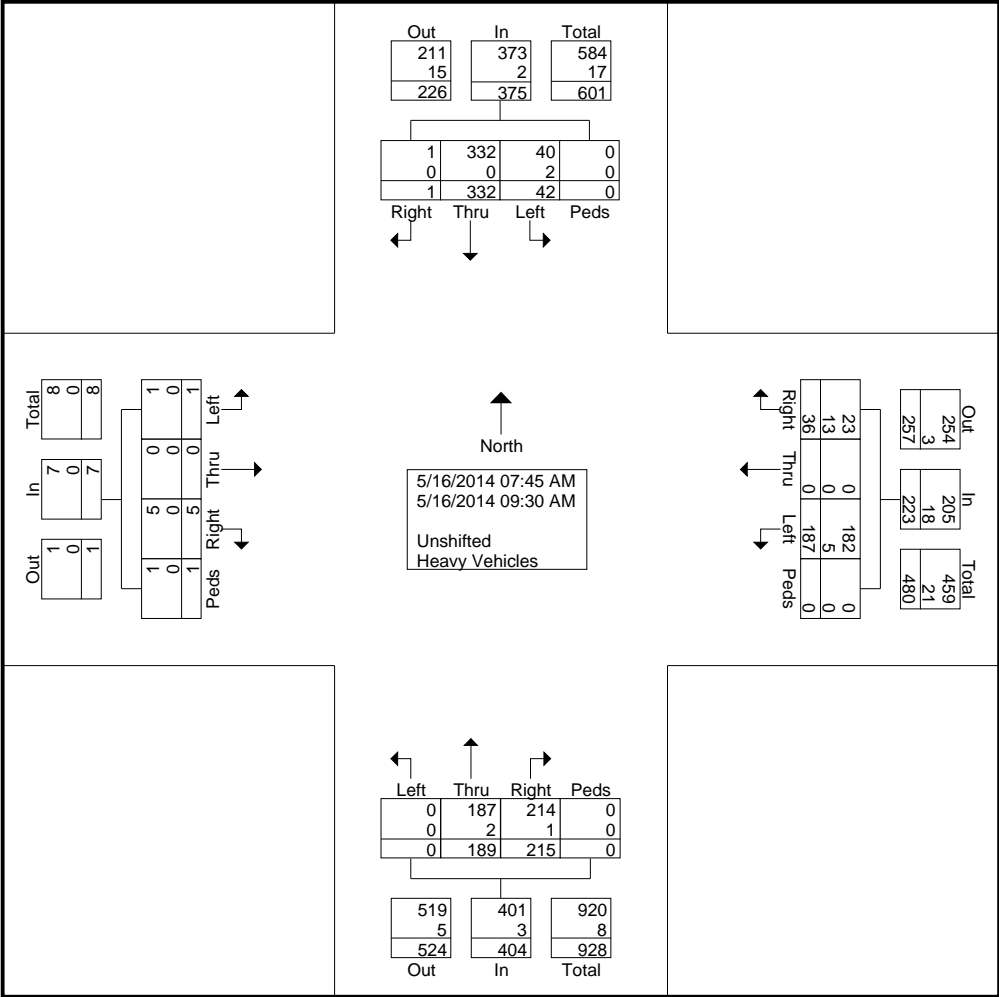 Out In Total
211 373 584
15 2 17
226 375 601
1 332 40 0
0 0 2 0
1 332 42 0
Right Thru Left Peds
Total
8 0 8
In
7 0 7
Out
1 0 1
Left
1 0 1
Thru
0 0 0
Right
5 0 5
Peds
1 0 1
North
5/16/2014 07:45 AM
5/16/2014 09:30 AM
Unshifted
Heavy Vehicles
Right
23
13
36
Thru
0
0
0
Left
182
5
187
Peds
0
0
0
Out
254
3
257
In
205
18
223
Total
459
21
480
Left Thru Right Peds
0 187 214 0
0 2 1 0
0 189 215 0
519 401 920
5 3 8
524 404 928
Out In Total